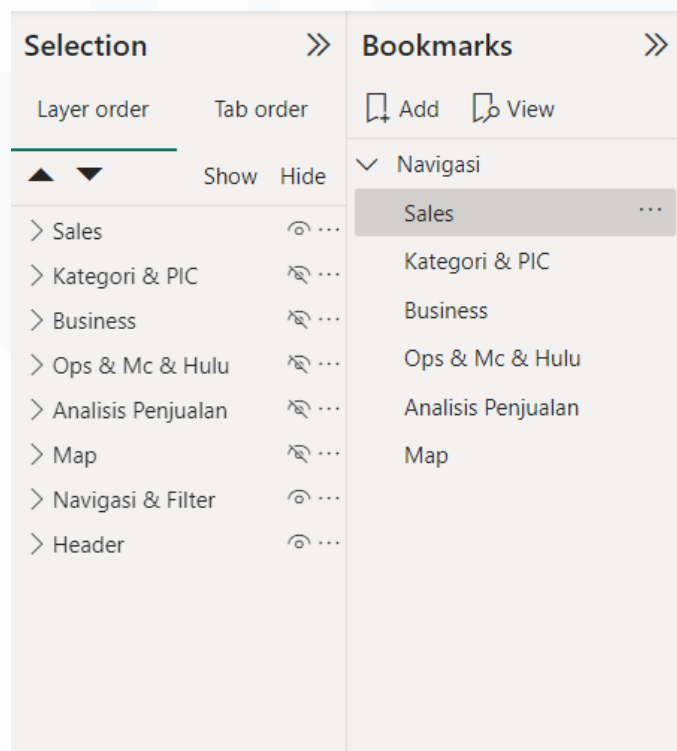 Selection
Layer order Tab order
Show Hide
Sales
Kategori & PIC
Business
Ops & Mc & Hulu
Analisis Penjualan
Map
Navigasi & Filter
Header
Bookmarks
Add View
Navigasi
Sales
Kategori & PIC
Business
Ops & Mc & Hulu
Analisis Penjualan
Map